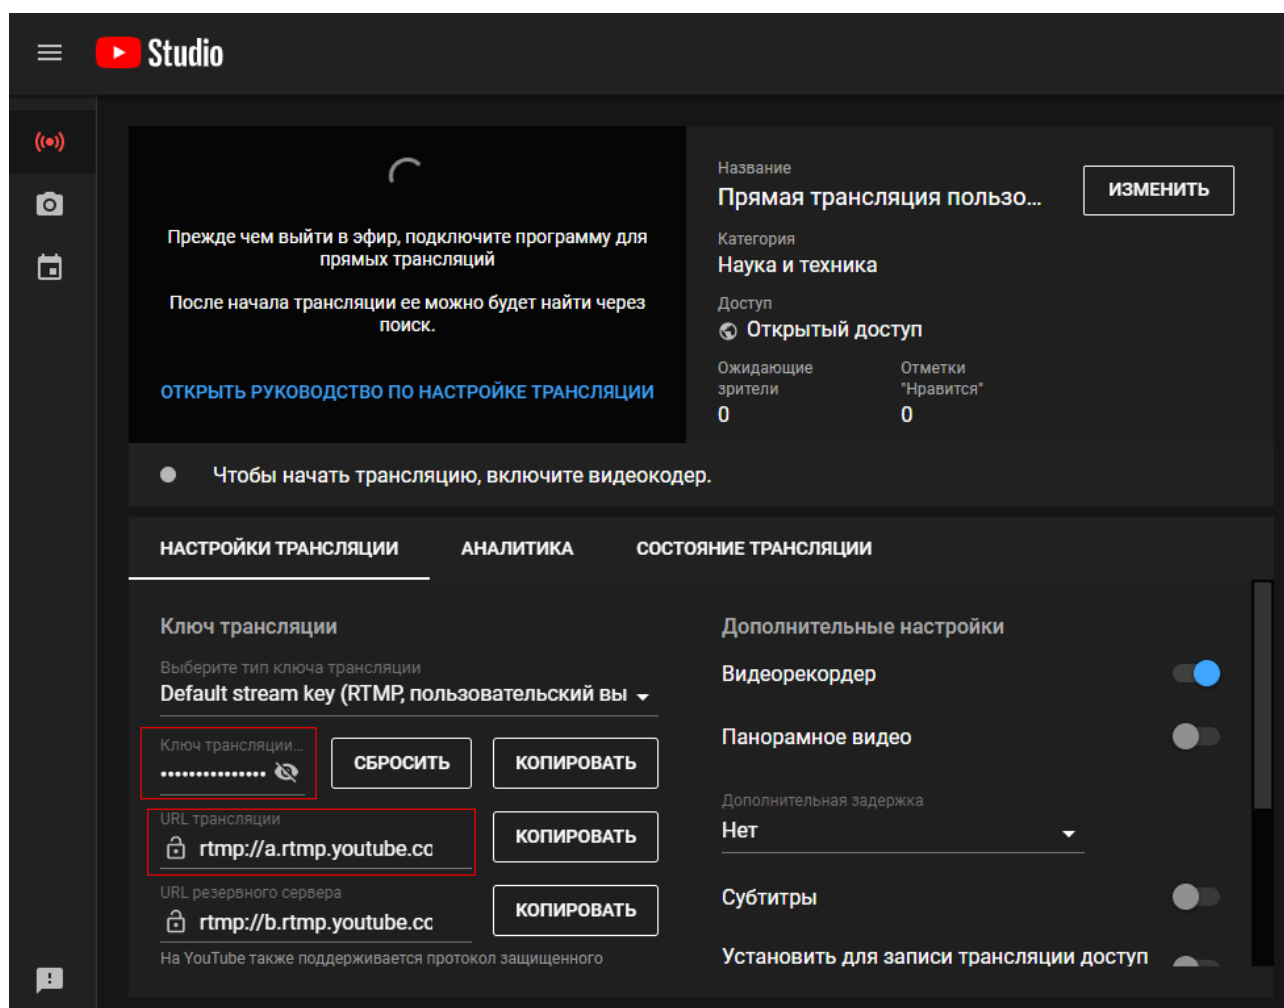 Studio
Прежде чем выйти в эфир, подключите программу для
прямых трансляций
После начала трансляции ее можно будет найти через
поиск.
ОТКРЫТЬ РУКОВОДСТВО ПО НАСТРОЙКЕ ТРАНСЛЯЦИИ
Название
Прямая трансляция пользо...
ИЗМЕНИТЬ
Категория
Наука и техника
Доступ
Открытый доступ
Ожидающие
зрители
0
Отметки
"Нравится"
0
Чтобы начать трансляцию, включите видеокодер.
НАСТРОЙКИ ТРАНСЛЯЦИИ
АНАЛИТИКА
СОСТОЯНИЕ ТРАНСЛЯЦИИ
Ключ трансляции
Выберите тип ключа трансляции
Default stream key (RTMP, пользовательский вы
Ключ трансляции...
•••••••••••••••
СБРОСИТЬ
КОПИРОВАТЬ
URL трансляции
rtmp://a.rtmp.youtube.co
КОПИРОВАТЬ
URL резервного сервера
rtmp://b.rtmp.youtube.cc
КОПИРОВАТЬ
На YouTube также поддерживается протокол защищенного
Дополнительные настройки
Видеорекордер
Панорамное видео
Дополнительная задержка
Нет
Субтитры
Установить для записи трансляции доступ